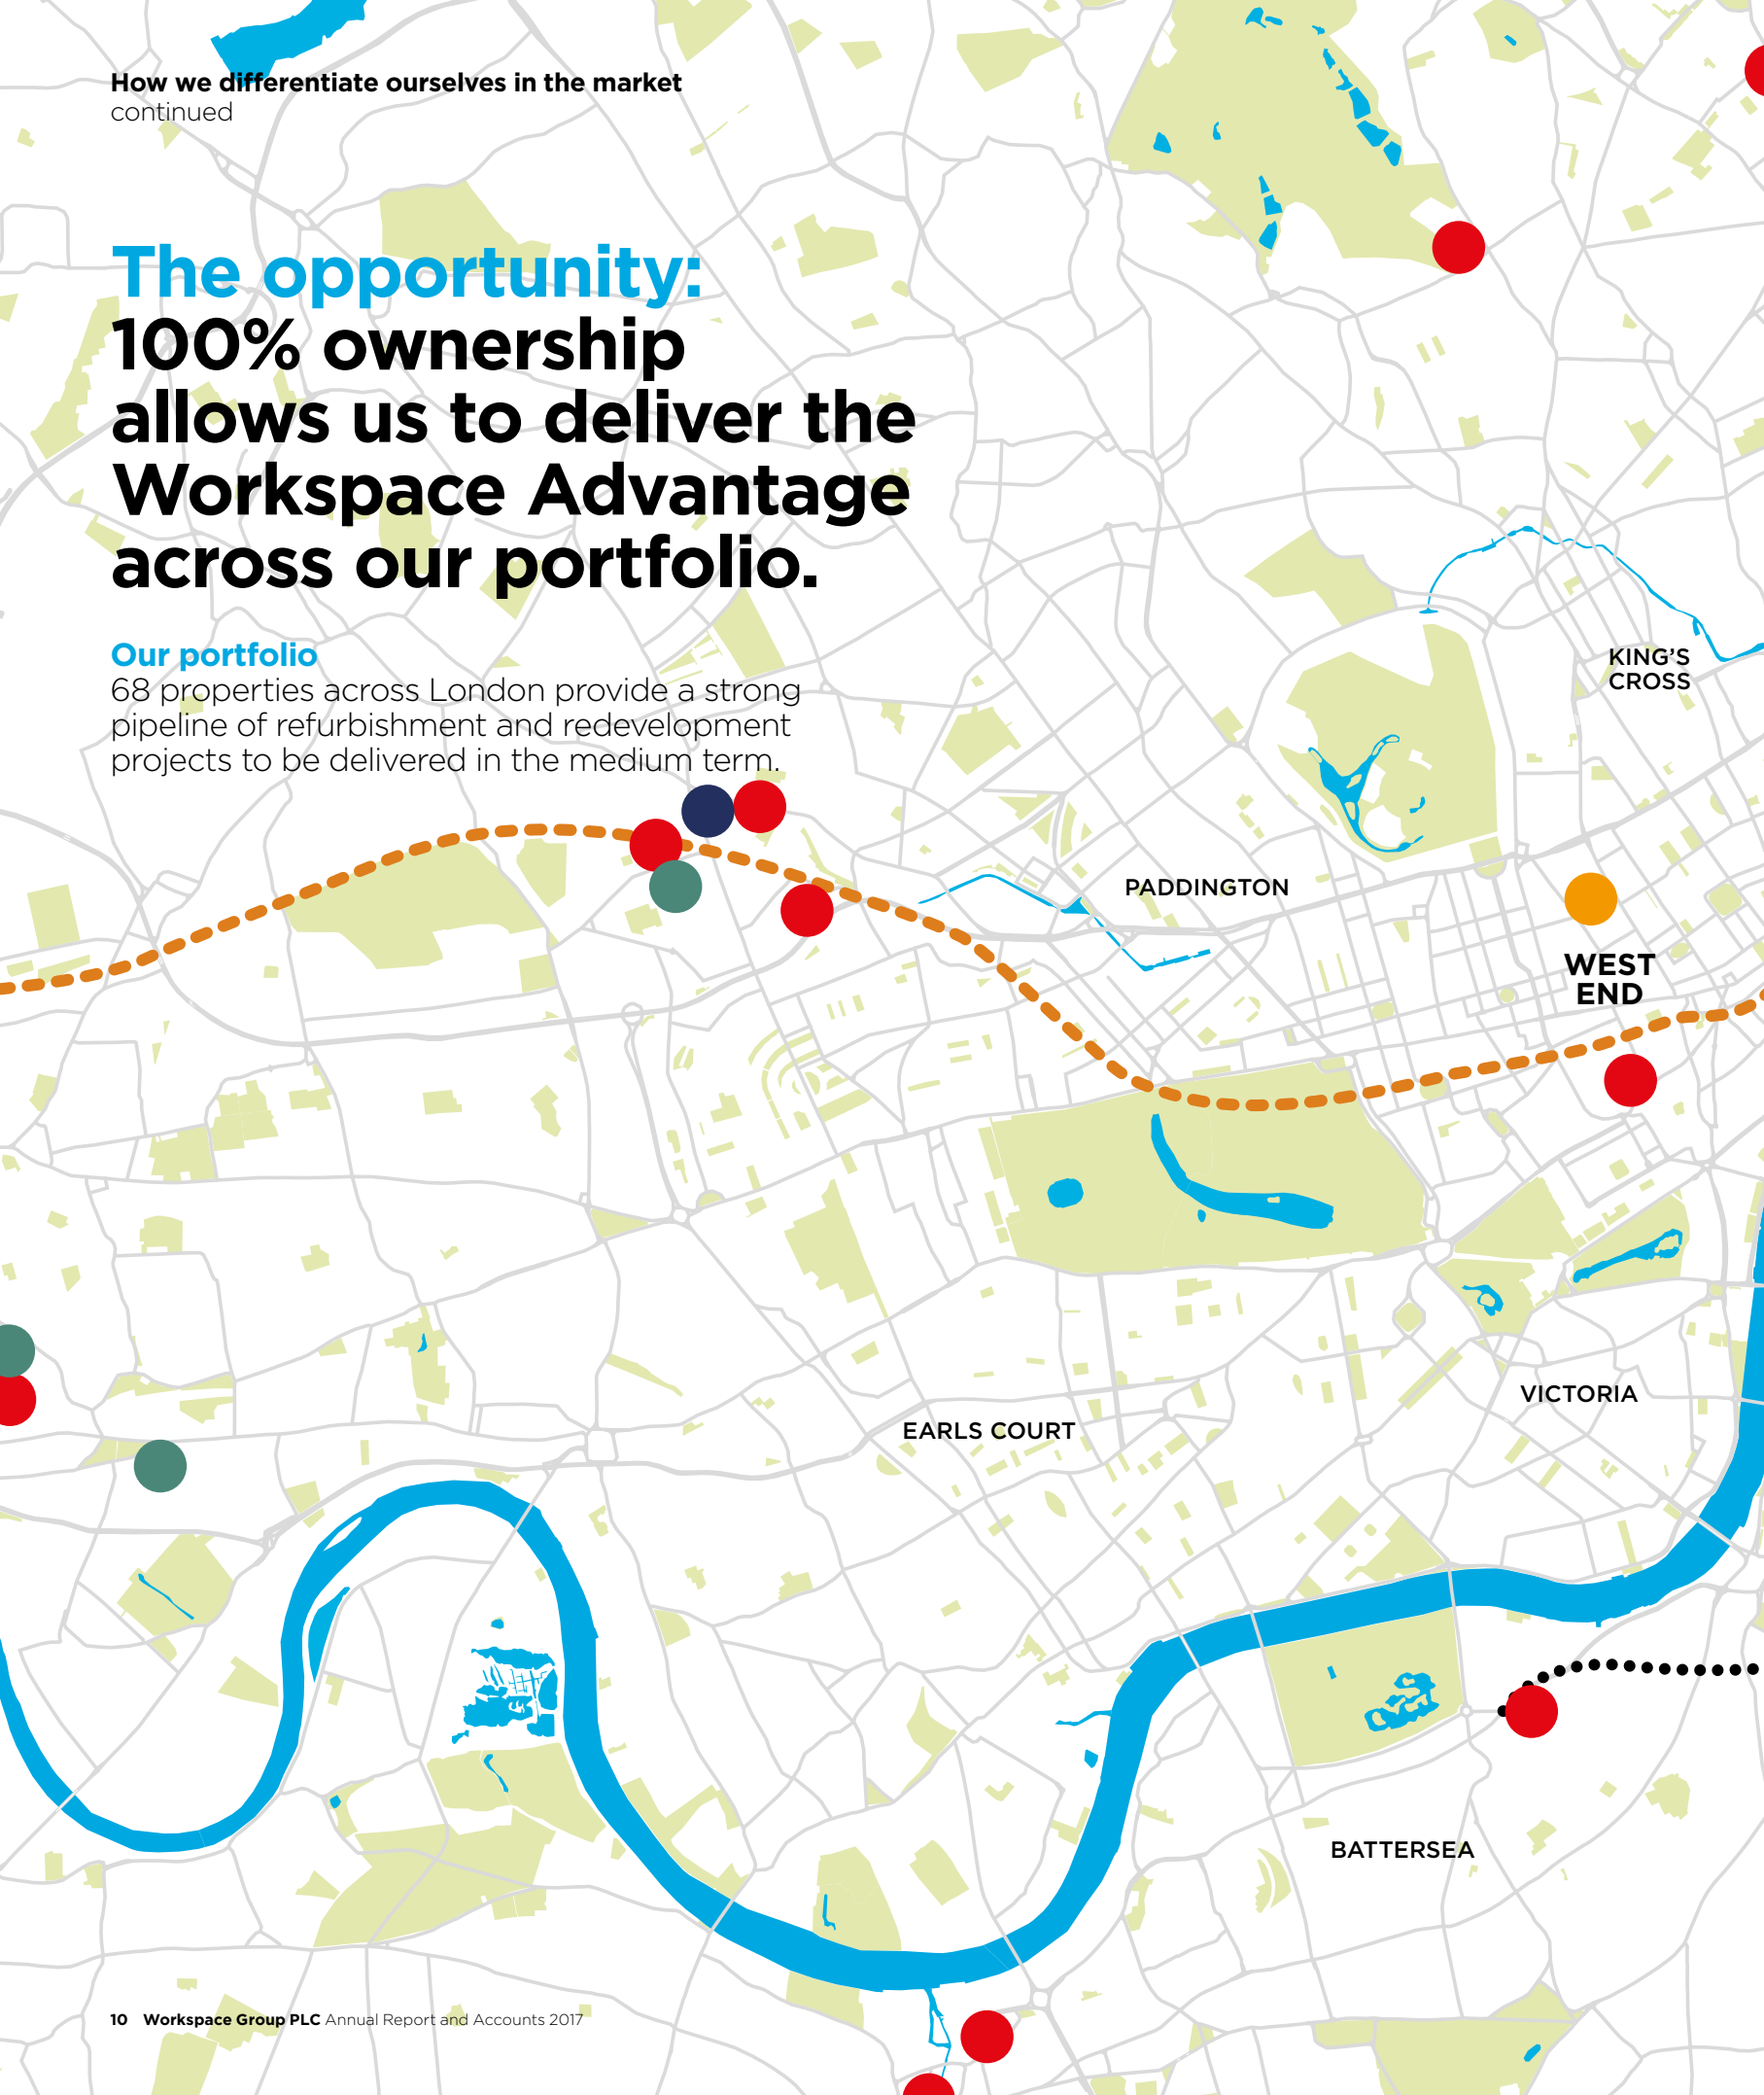 How we differentiate ourselves in the market
continued
The opportunity:
100% ownership
allows us to deliver the
Workspace Advantage
across our portfolio.
Our portfolio
68 properties across London provide a strong
pipeline of refurbishment and redevelopment
projects to be delivered in the medium term.
KING’S
CROSS
PADDINGTON
WEST
END
VICTORIA
EARLS COURT
BATTERSEA
10 Workspace Group PLC Annual Report and Accounts 2017